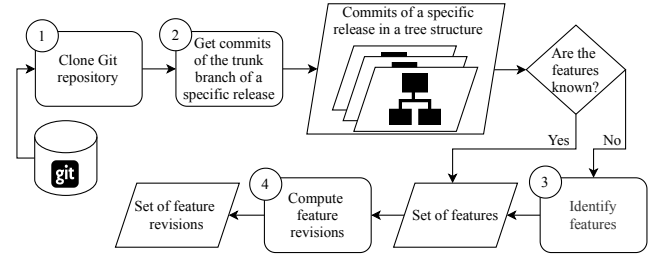 1
Clone Git
repository
git
2
Get commits
of the trunk
branch of a
specific release
Commits of a specific
release in a tree structure
Are the
features
known?
Yes
No
3
Identify
features
Set of features
4
Compute
feature
revisions
Set of feature
revisions